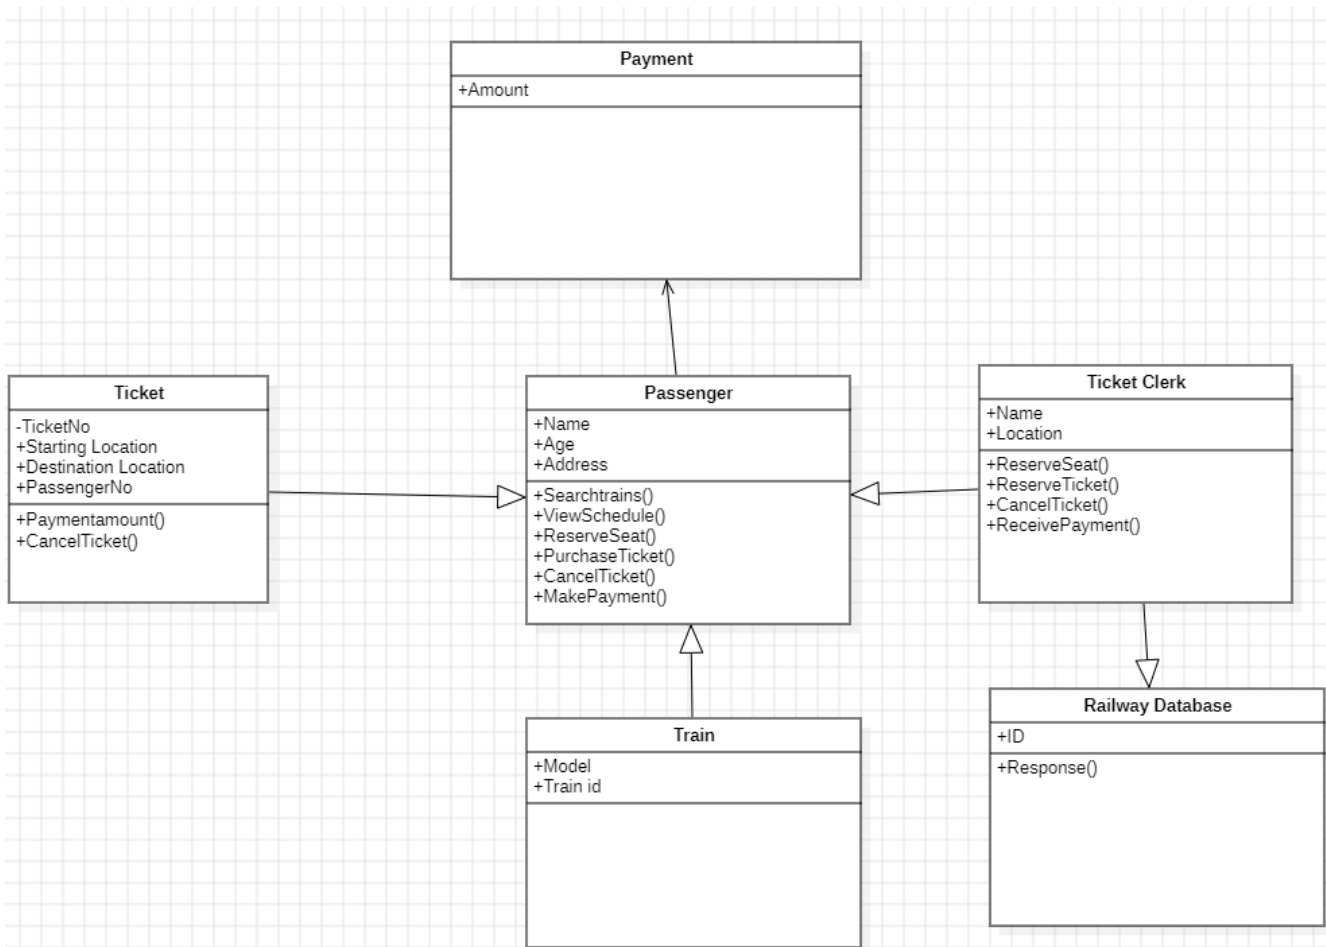 Payment
+Amount
Ticket
-TicketNo
+Starting Location
+Destination Location
+PassengerNo
+Paymentamount()
+CancelTicket()
Passenger
+Name
+Age
+Address
+Searchtrains()
+ViewSchedule()
+ReserveSeat()
+PurchaseTicket()
+CancelTicket()
+MakePayment()
Ticket Clerk
+Name
+Location
+ReserveSeat()
+ReserveTicket()
+CancelTicket()
+ReceivePayment()
Train
+Model
+Train id
Railway Database
+ID
+Response()